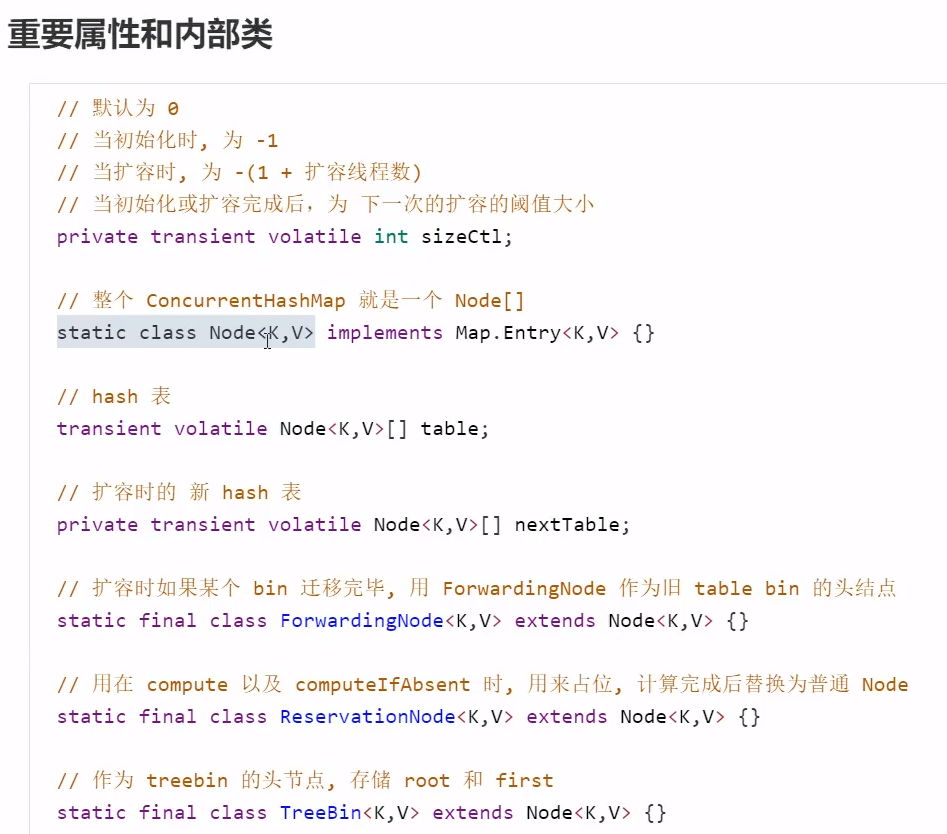 重要属性和内部类
// 默认为 0
// 当初始化时, 为 -1
// 当扩容时, 为 -(1 + 扩容线程数)
// 当初始化或扩容完成后，为 下一次的扩容的阈值大小
private transient volatile int sizeCtl;
// 整个 ConcurrentHashMap 就是一个 Node[]
static class Node<K,V> implements Map.Entry<K,V> {}
// hash 表
transient volatile Node<K,V>[] table;
// 扩容时的 新 hash 表
private transient volatile Node<K,V>[] nextTable;
// 扩容时如果某个 bin 迁移完毕, 用 ForwardingNode 作为旧 table bin 的头结点
static final class ForwardingNode<K,V> extends Node<K,V> {}
// 用在 compute 以及 computeIfAbsent 时, 用来占位, 计算完成后替换为普通 Node
static final class ReservationNode<K,V> extends Node<K,V> {}
// 作为 treebin 的头节点, 存储 root 和 first
static final class TreeBin<K,V> extends Node<K,V> {}